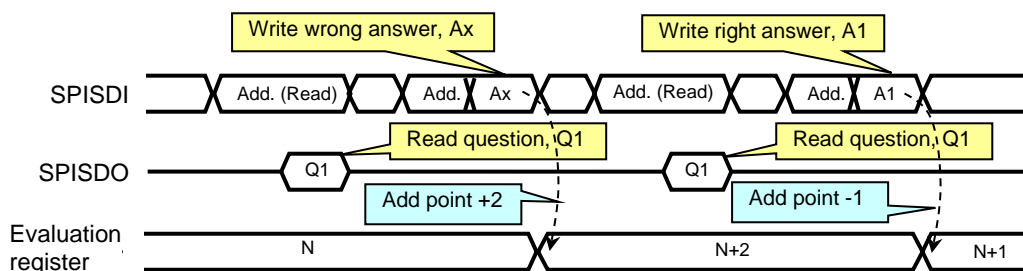 Write wrong answer, Ax
Write right answer, A1
SPISDI
Add. (Read)
Add.
Ax
Add. (Read)
Add.
A1
Read question, Q1
Read question, Q1
SPISDO
Q1
Q1
Add point +2
Add point -1
Evaluation
register
N
N+2
N+1